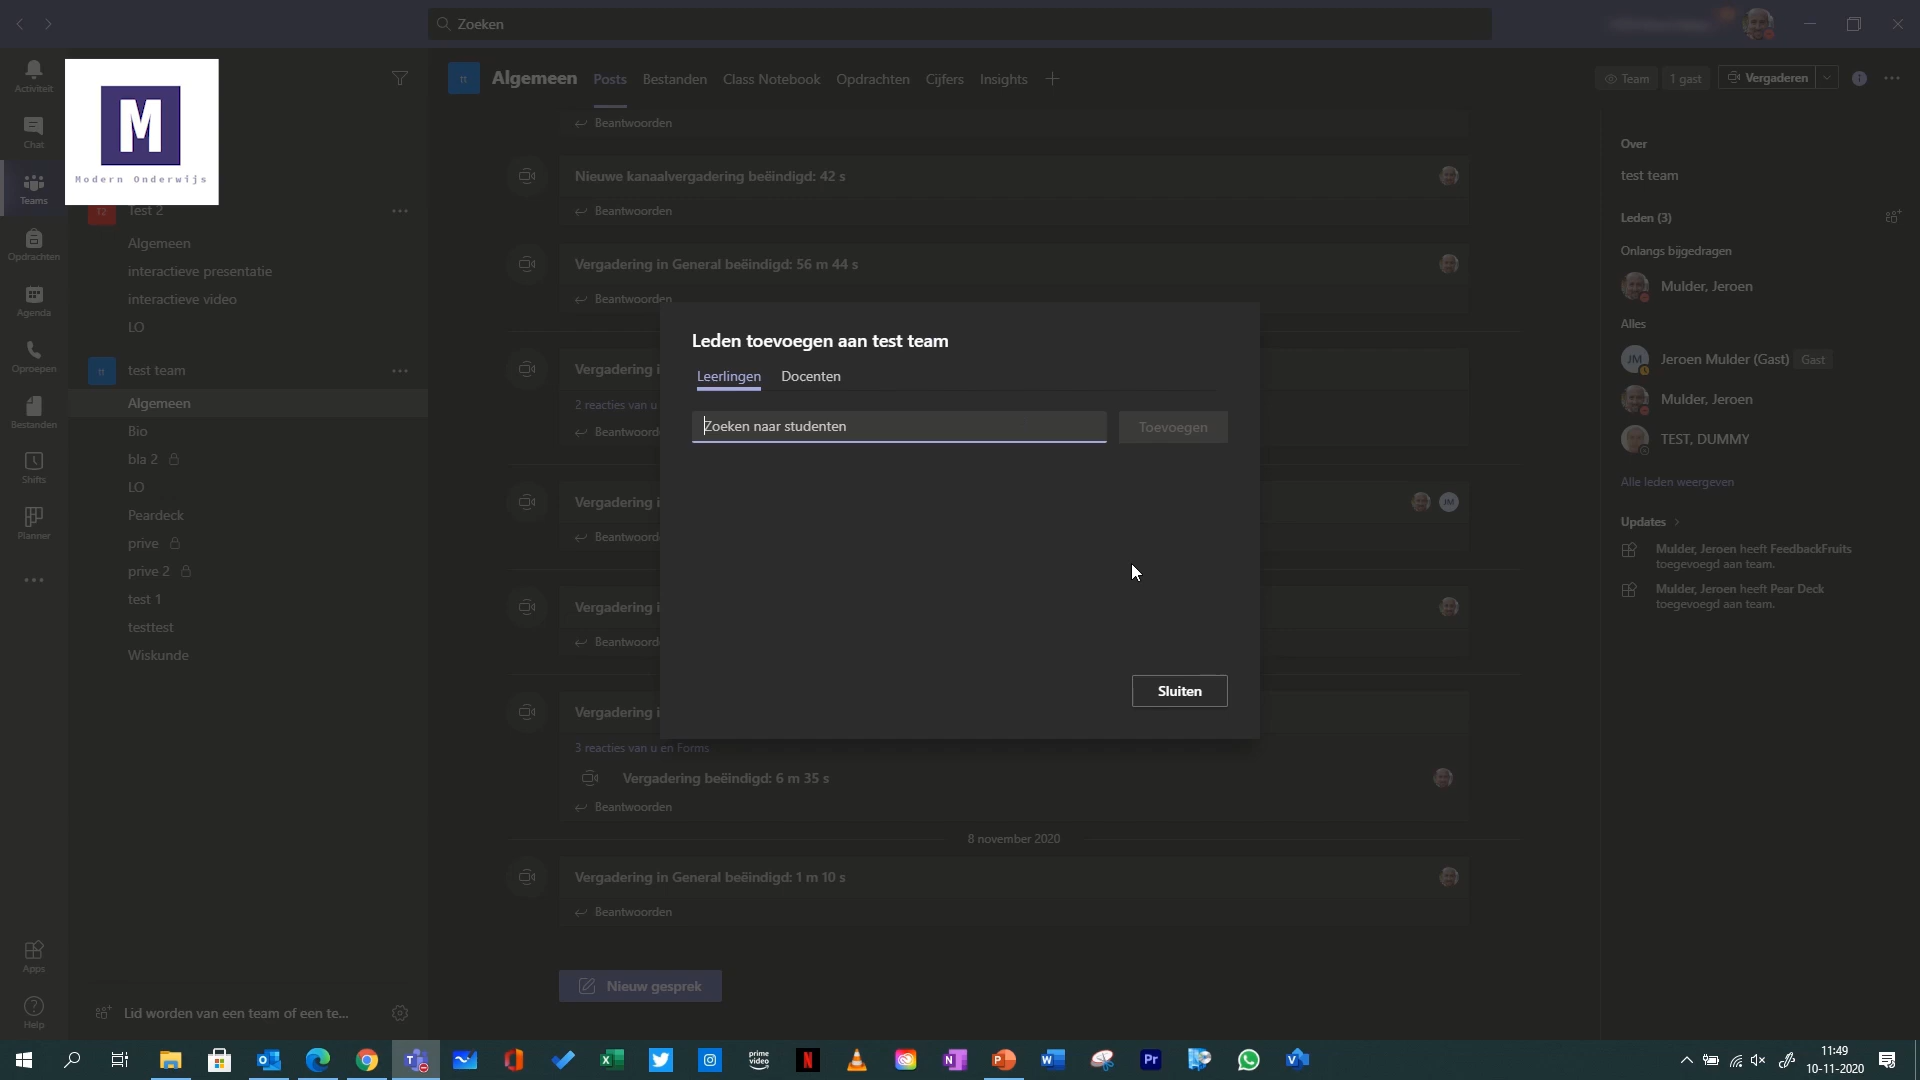 Zoeken
Activiteit
Chat
Teams
Opdrachten
Agenda
Oproepen
Bestanden
Shifts
Planner
Apps
Help
M
Modern Onderwijs
T2
Test 2
Algemeen
interactieve presentatie
interactieve video
LO
tt
test team
Algemeen
Bio
bla 2
LO
Peardeck
prive
prive 2
test 1
testtest
Wiskunde
Lid worden van een team of een te...
tt
Algemeen
Posts
Bestanden
Class Notebook
Opdrachten
Cijfers
Insights
Team
1 gast
Vergaderen
Beantwoorden
Nieuwe kanaalvergadering beëindigd: 42 s
Beantwoorden
Vergadering in General beëindigd: 56 m 44 s
Beantwoorden
Vergadering i
2 reacties van u
Beantwoord
Vergadering i
JM
Beantwoord
Vergadering i
Beantwoord
Vergadering i
3 reacties van u en Forms
Vergadering beëindigd: 6 m 35 s
Beantwoorden
8 november 2020
Vergadering in General beëindigd: 1 m 10 s
Beantwoorden
Nieuw gesprek
Leden toevoegen aan test team
Leerlingen
Docenten
Zoeken naar studenten
Toevoegen
Sluiten
Over
test team
Leden (3)
Onlangs bijgedragen
Mulder, Jeroen
Alles
JM
Jeroen Mulder (Gast)
Gast
Mulder, Jeroen
TEST, DUMMY
Alle leden weergeven
Updates
Mulder, Jeroen heeft FeedbackFruits
toegevoegd aan team.
Mulder, Jeroen heeft Pear Deck
toegevoegd aan team.
prime video
N
P
W
Pr
11:49
10-11-2020